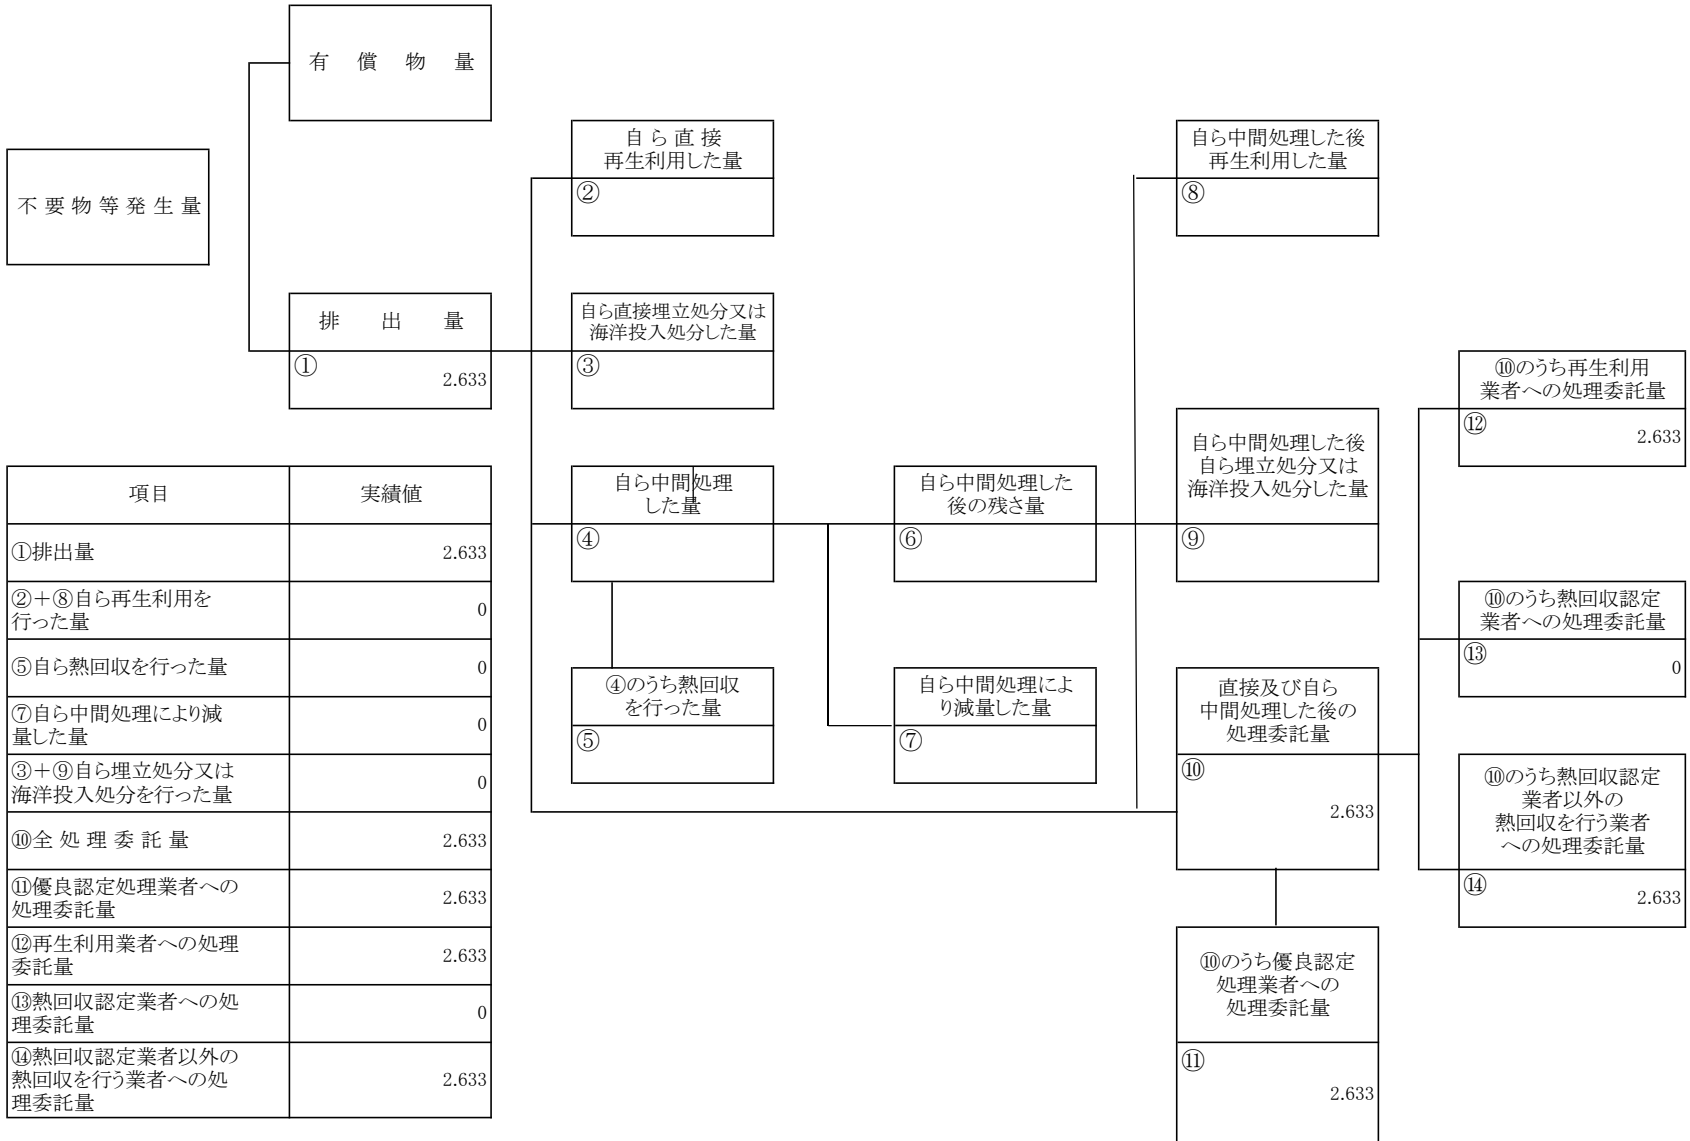 有　償　物　量
不 要 物 等 発 生 量
自 ら 直 接
再生利用した量
②
自ら中間処理した後
再生利用した量
⑧
排　　出　　量
①
2.633
自ら直接埋立処分又は
海洋投入処分した量
③
⑩のうち再生利用
業者への処理委託量
⑫
2.633
自ら中間処理
した量
④
自ら中間処理した
後の残さ量
⑥
自ら中間処理した後
自ら埋立処分又は
海洋投入処分した量
⑨
⑩のうち熱回収認定
業者への処理委託量
⑬
0
④のうち熱回収
を行った量
⑤
自ら中間処理によ
り減量した量
⑦
直接及び自ら
中間処理した後の
処理委託量
⑩
2.633
⑩のうち熱回収認定
業者以外の
熱回収を行う業者
への処理委託量
⑭
2.633
⑩のうち優良認定
処理業者への
処理委託量
⑪
2.633
項目 実績値
①排出量 2.633
②＋⑧自ら再生利用を
行った量 0
⑤自ら熱回収を行った量 0
⑦自ら中間処理により減
量した量 0
③＋⑨自ら埋立処分又は
海洋投入処分を行った量 0
⑩全 処 理 委 託 量 2.633
⑪優良認定処理業者への
処理委託量 2.633
⑫再生利用業者への処理
委託量 2.633
⑬熱回収認定業者への処
理委託量 0
⑭熱回収認定業者以外の
熱回収を行う業者への処
理委託量 2.633